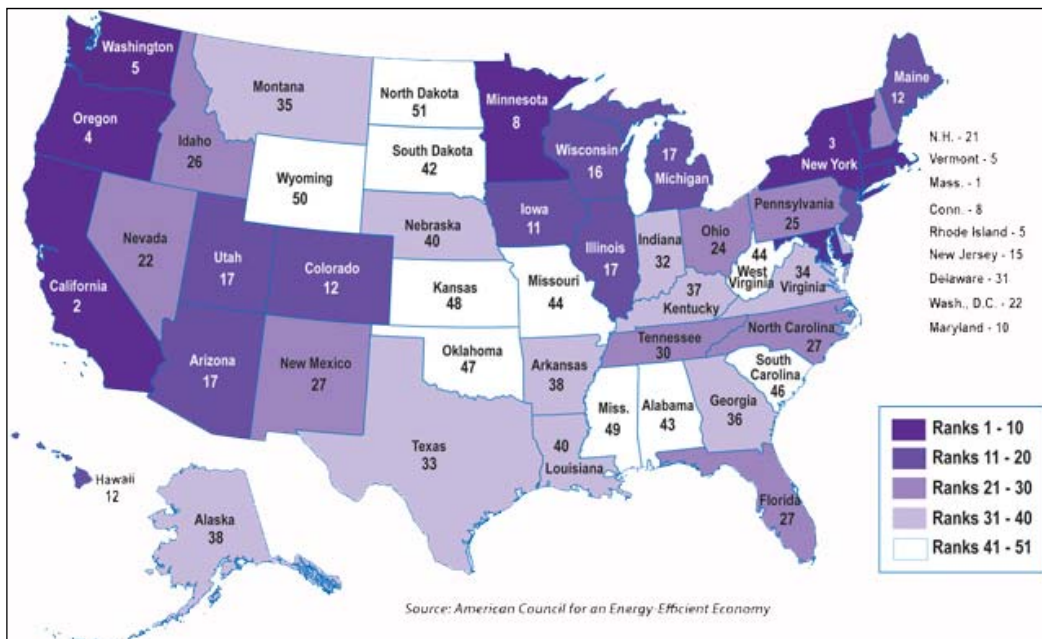 Washington
5
Oregon
4
California
2
Nevada
22
Idaho
26
Montana
35
Wyoming
50
Utah
17
Colorado
12
Arizona
17
New Mexico
27
North Dakota
51
South Dakota
42
Nebraska
40
Kansas
48
Oklahoma
47
Texas
33
Minnesota
8
Iowa
11
Missouri
44
Arkansas
38
40
Louisiana
Wisconsin
16
Illinois
17
17
Michigan
Indiana
32
Ohio
24
37
Kentucky
Tennessee
30
Miss.
49
Alabama
43
Georgia
36
Florida
27
South
Carolina
46
North Carolina
27
34
Virginia
44
West
Virginia
Pennsylvania
25
3
New York
Maine
12
N.H. - 21
Vermont - 5
Mass. - 1
Conn. - 8
Rhode Island - 5
New Jersey - 15
Delaware - 31
Wash., D.C. - 22
Maryland - 10
Hawaii
12
Alaska
38
Ranks 1 - 10
Ranks 11 - 20
Ranks 21 - 30
Ranks 31 - 40
Ranks 41 - 51
Source: American Council for an Energy-Efficient Economy